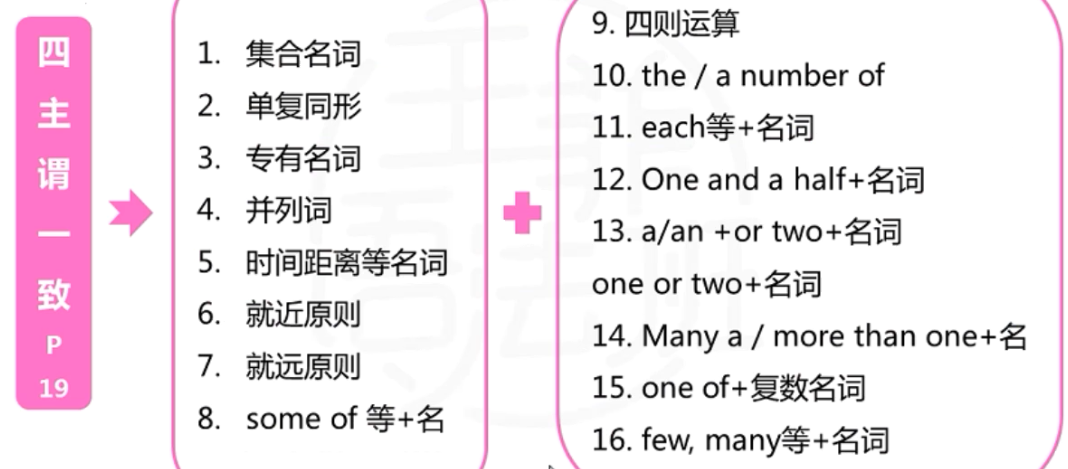 四
主
谓
一
致
P
19
1. 集合名词
2. 单复同形
3. 专有名词
4. 并列词
5. 时间距离等名词
6. 就近原则
7. 就远原则
8. some of 等+名
9. 四则运算
10. the / a number of
11. each等+名词
12. One and a half+名词
13. a/an +or two+名词
one or two+名词
14. Many a / more than one+名
15. one of+复数名词
16. few, many等+名词